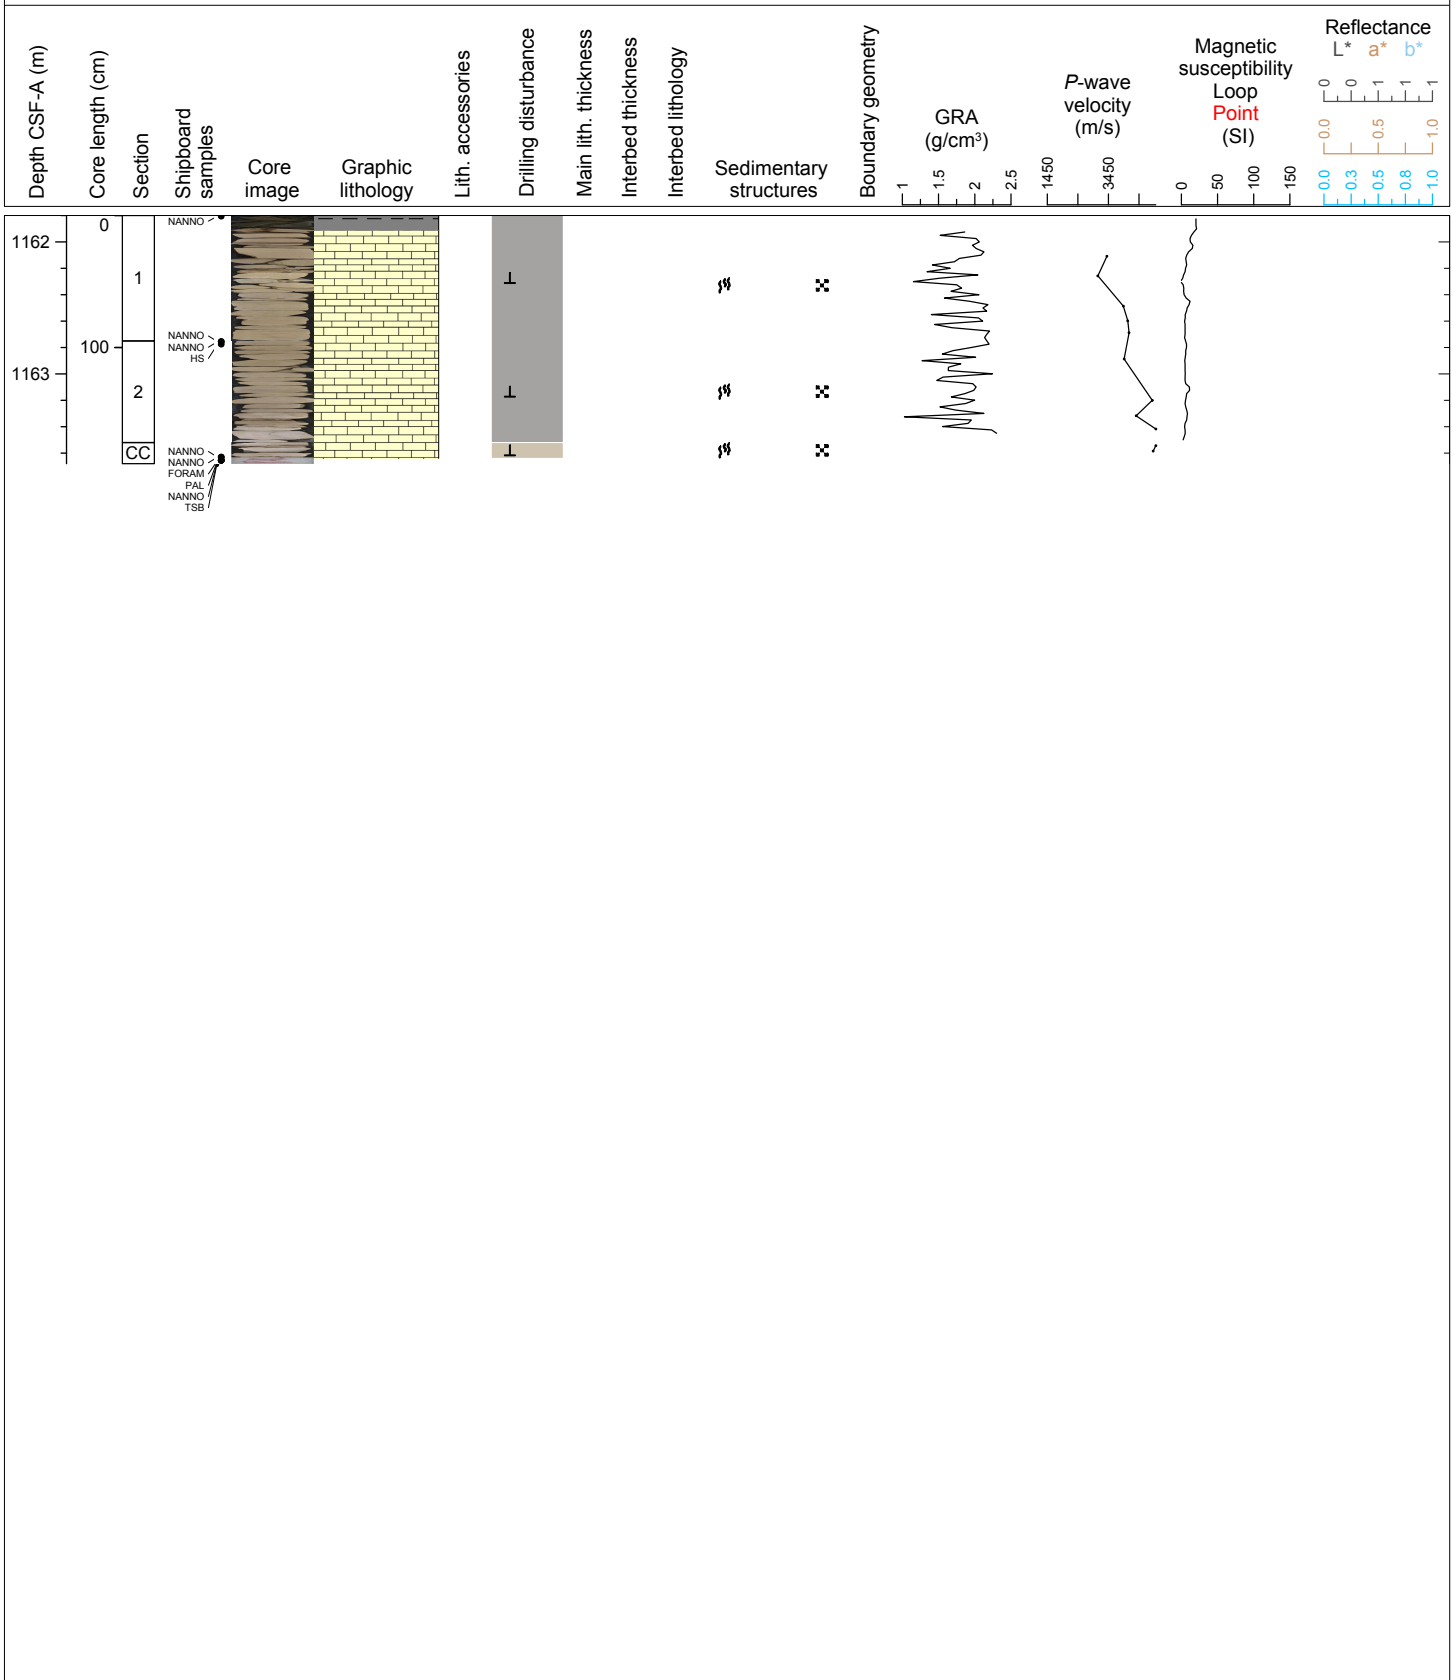 Depth CSF-A (m)
Core length (cm)
Section
Shipboard
samples
Core
image
Graphic
lithology
Lith. accessories
Drilling disturbance
Main lith. thickness
Interbed thickness
Interbed lithology
Sedimentary
structures
Boundary geometry
GRA
(g/cm³)
1 1.5 2 2.5
P-wave
velocity
(m/s)
1450 3450
Magnetic
susceptibility
Loop
Point
(SI)
0 50 100 150
Reflectance
L* a* b*
0 0 1 1 1
0.0 0.5 1.0
0.0 0.3 0.5 0.8 1.0
0
NANNO
1162
1
NANNO
100
NANNO
HS
1163
2
CC
NANNO
NANNO
FORAM
PAL
NANNO
TSB